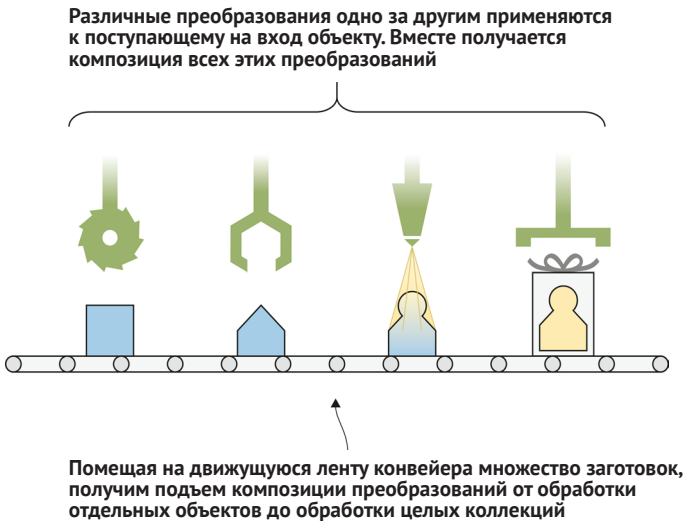 Различные преобразования одно за другим применяются
к поступающему на вход объекту. Вместе получается
композиция всех этих преобразований
Помещая на движущуюся ленту конвейера множество заготовок,
получим подъем композиции преобразований от обработки
отдельных объектов до обработки целых коллекций